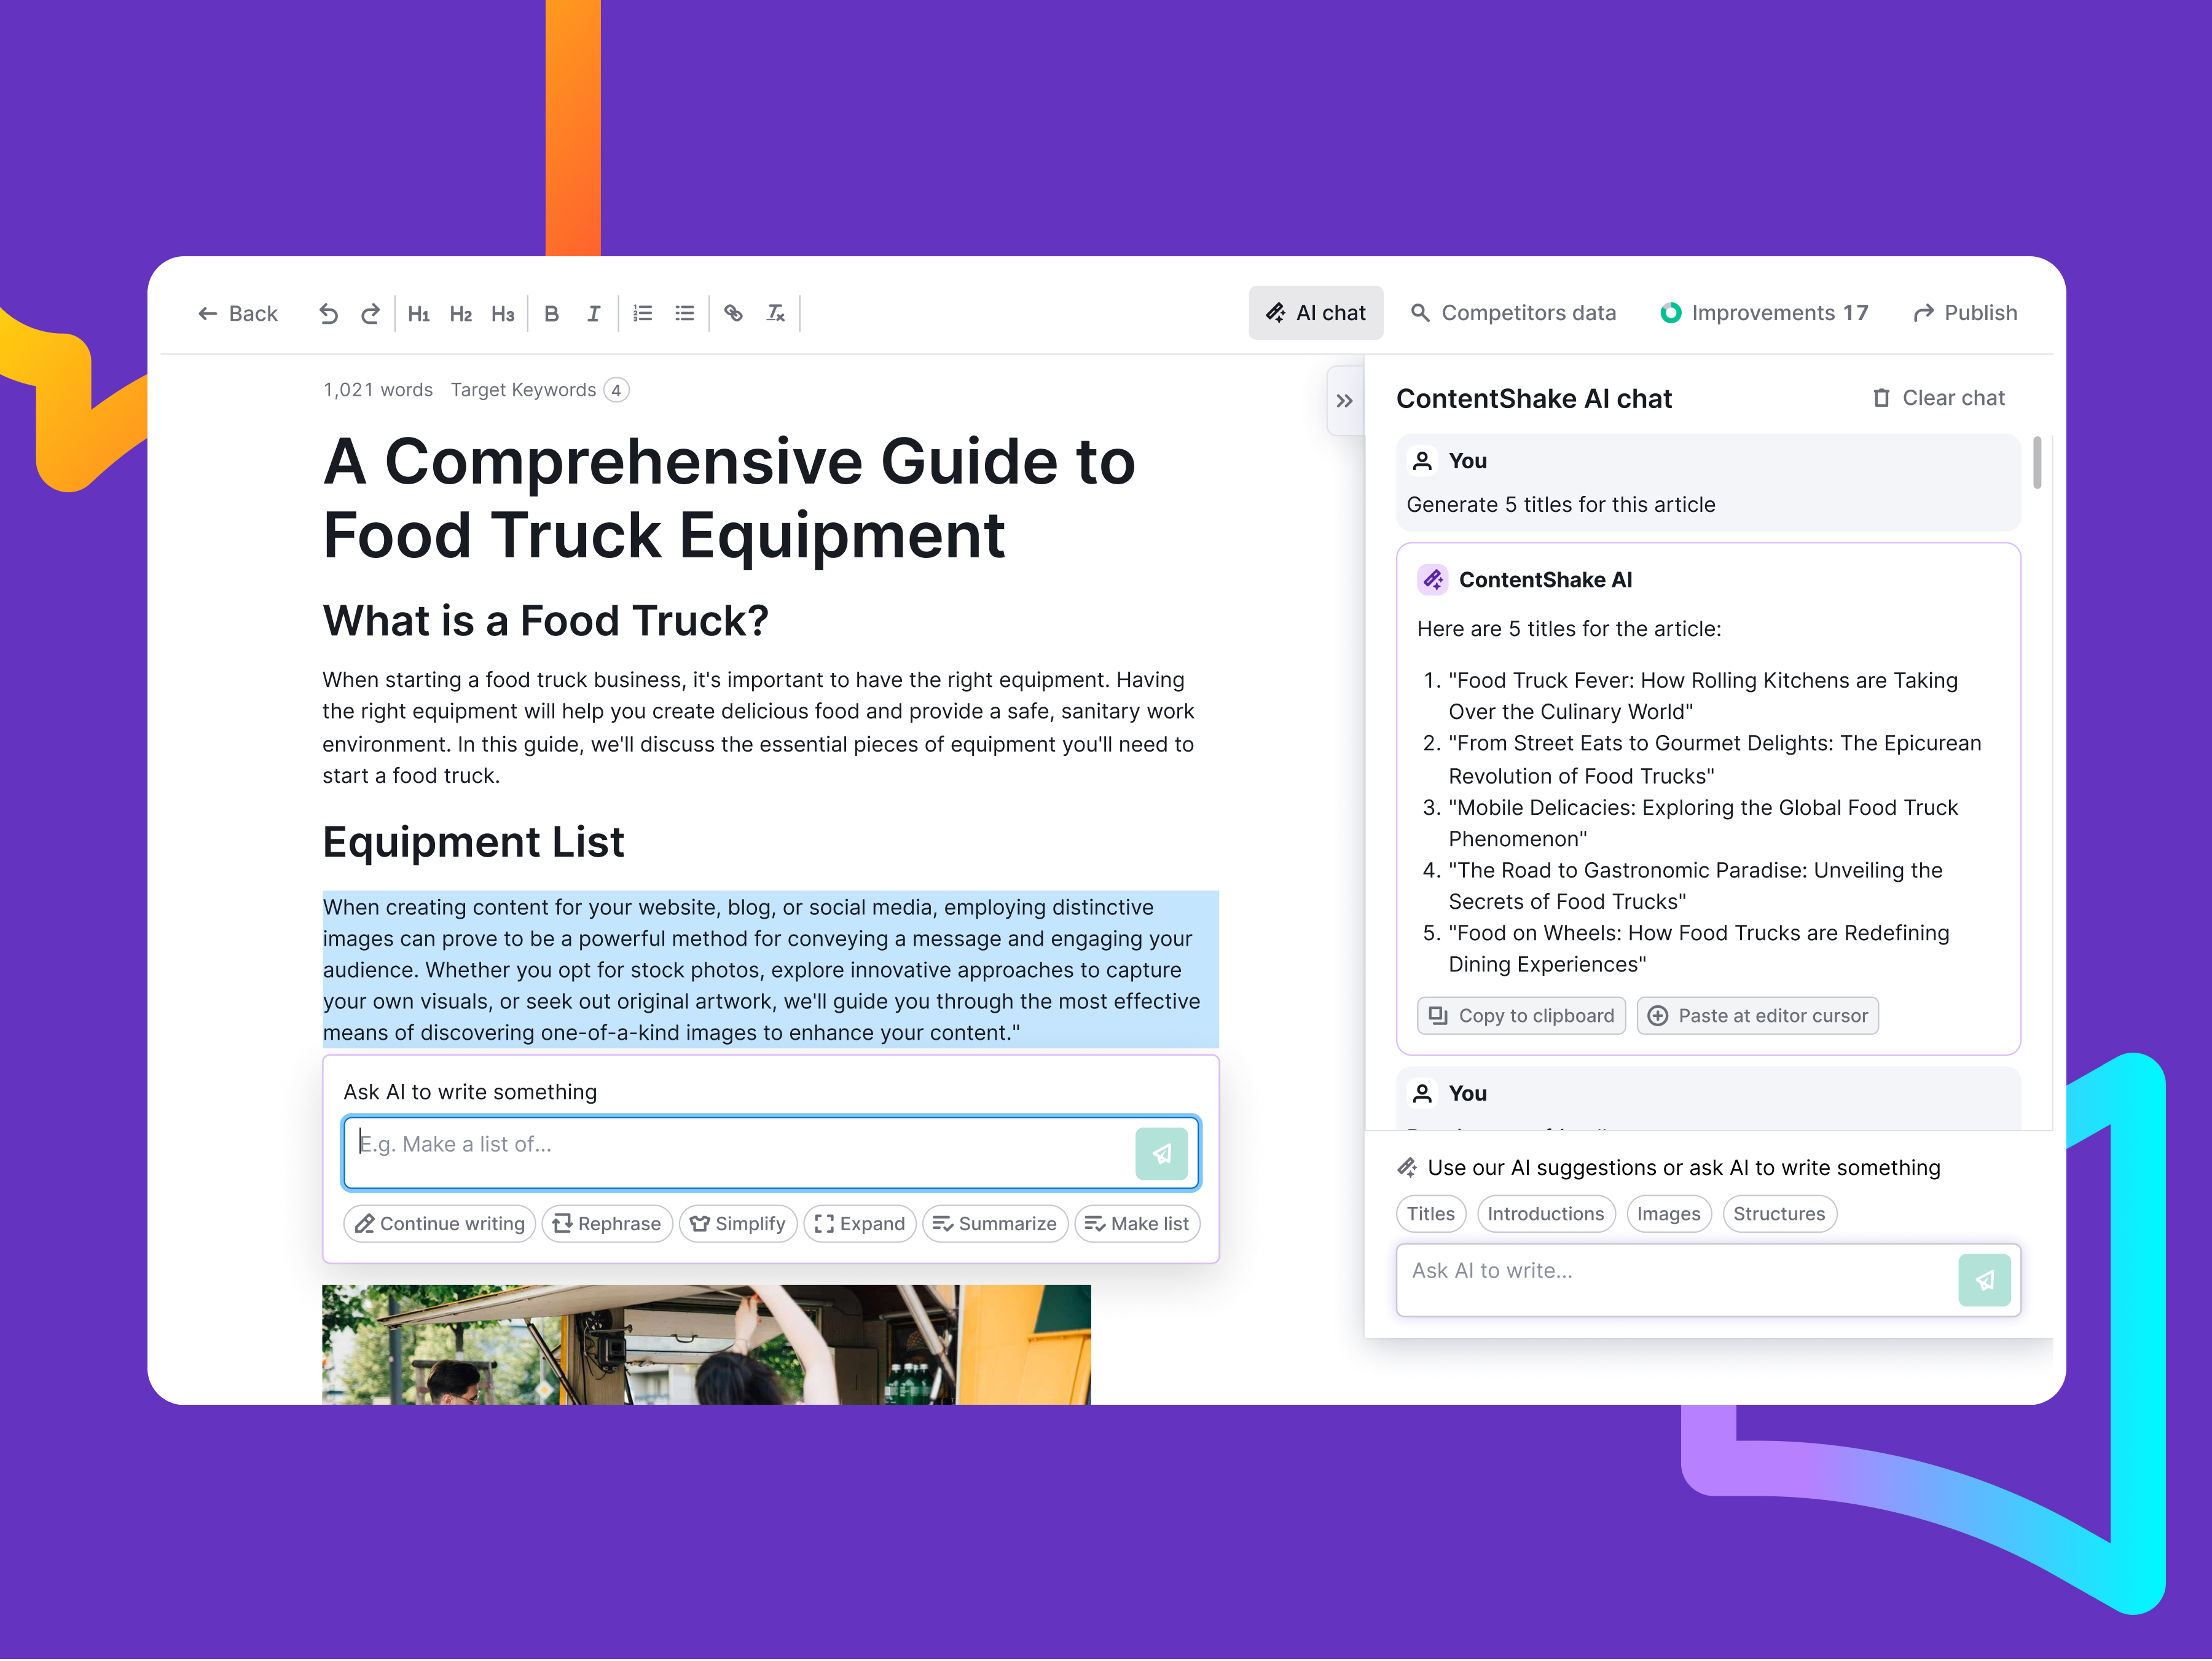 Back
H1 H2 H3 B I
AI chat
Competitors data
Improvements 17
Publish
1,021 words Target Keywords 4
A Comprehensive Guide to
Food Truck Equipment
What is a Food Truck?
When starting a food truck business, it's important to have the right equipment. Having
the right equipment will help you create delicious food and provide a safe, sanitary work
environment. In this guide, we'll discuss the essential pieces of equipment you'll need to
start a food truck.
Equipment List
When creating content for your website, blog, or social media, employing distinctive
images can prove to be a powerful method for conveying a message and engaging your
audience. Whether you opt for stock photos, explore innovative approaches to capture
your own visuals, or seek out original artwork, we'll guide you through the most effective
means of discovering one-of-a-kind images to enhance your content."
Ask AI to write something
E.g. Make a list of...
Continue writing
Rephrase
Simplify
Expand
Summarize
Make list
ContentShake AI chat
Clear chat
You
Generate 5 titles for this article
ContentShake AI
Here are 5 titles for the article:
1. "Food Truck Fever: How Rolling Kitchens are Taking
Over the Culinary World"
2. "From Street Eats to Gourmet Delights: The Epicurean
Revolution of Food Trucks"
3. "Mobile Delicacies: Exploring the Global Food Truck
Phenomenon"
4. "The Road to Gastronomic Paradise: Unveiling the
Secrets of Food Trucks"
5. "Food on Wheels: How Food Trucks are Redefining
Dining Experiences"
Copy to clipboard
Paste at editor cursor
You
Use our AI suggestions or ask AI to write something
Titles
Introductions
Images
Structures
Ask AI to write...